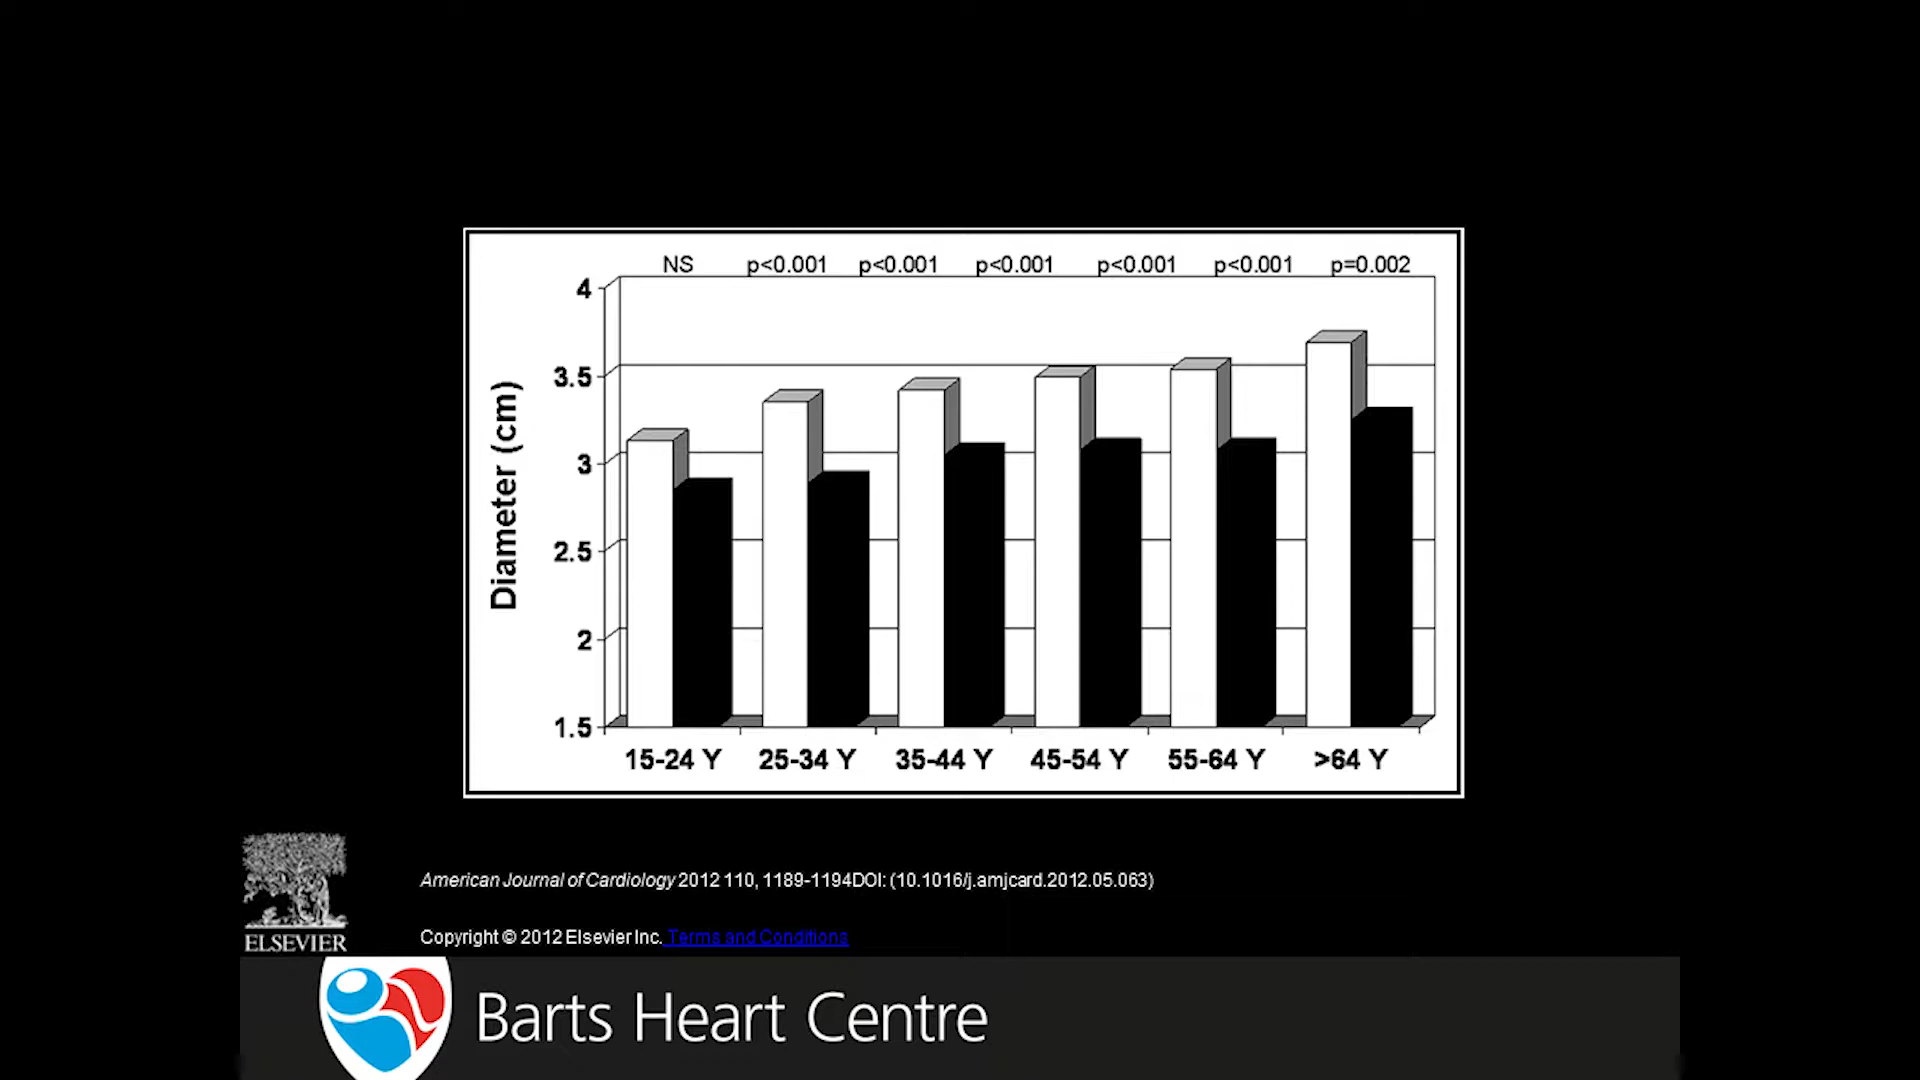 NS p<0.001 p<0.001 p<0.001 p<0.001 p<0.001 p=0.002
4
3.5
3
2.5
2
1.5
Diameter (cm)
15-24 Y 25-34 Y 35-44 Y 45-54 Y 55-64 Y >64 Y
ELSEVIER
American Journal of Cardiology 2012 110, 1189-1194DOI: (10.1016/j.amjcard.2012.05.063)
Copyright © 2012 Elsevier Inc. Terms and Conditions
Barts Heart Centre